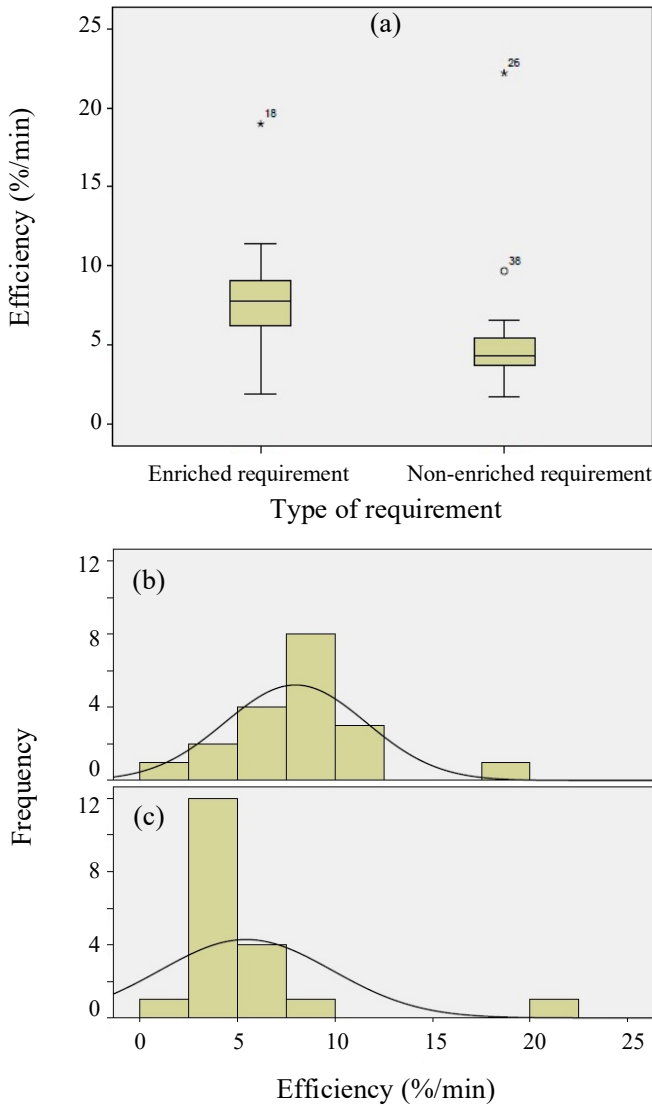 (a)
25
20
15
10
5
0
Efficiency (%/min)
18
26
38
Enriched requirement Non-enriched requirement
Type of requirement
(b)
12
8
4
0
Frequency
(c)
12
8
4
0
0 5 10 15 20 25
Efficiency (%/min)